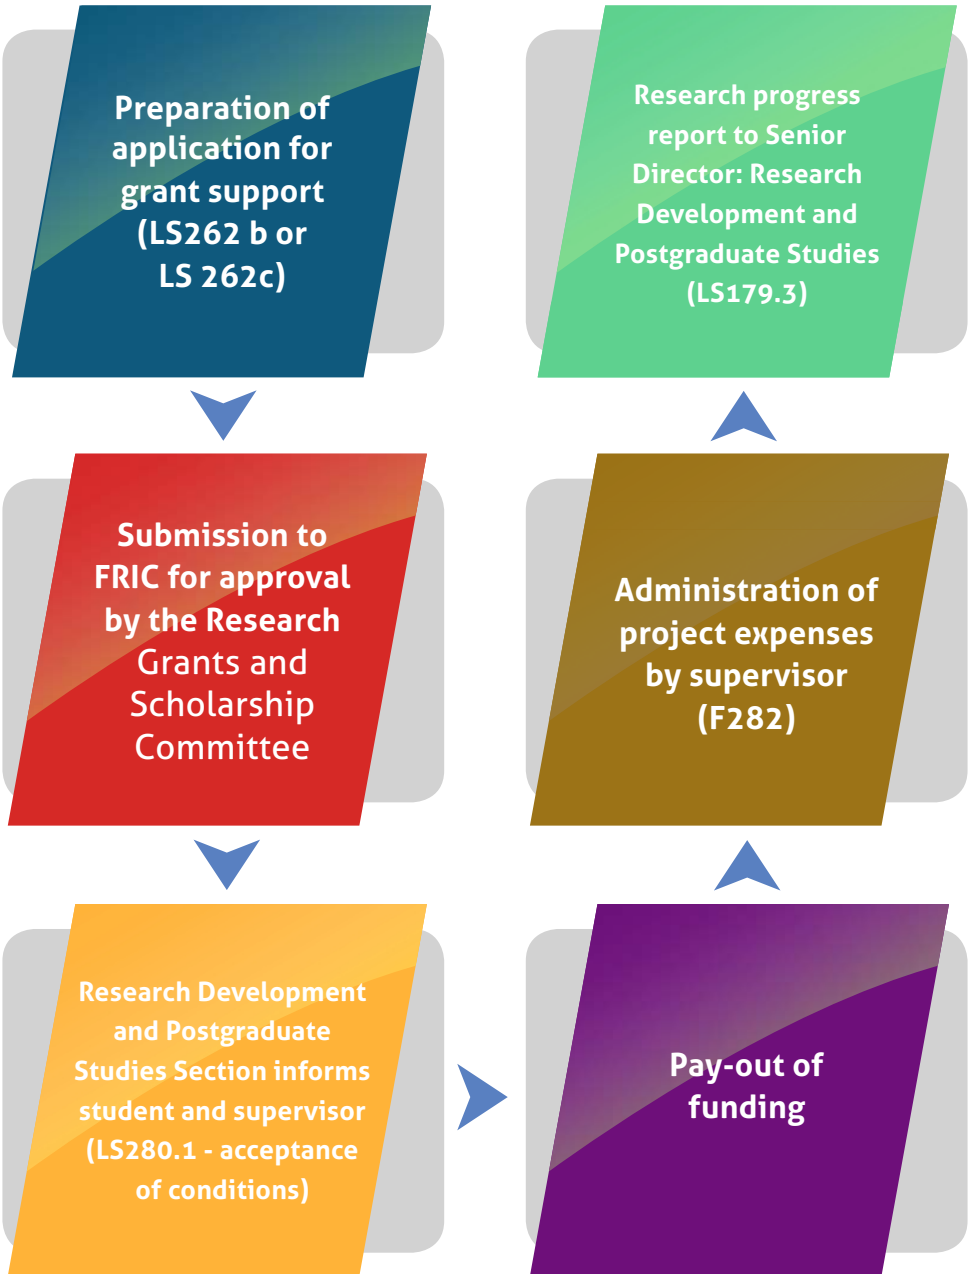 Preparation of
application for
grant support
(LS262 b or
LS 262c)
Submission to
FRIC for approval
by the Research
Grants and
Scholarship
Committee
Research Development
and Postgraduate
Studies Section informs
student and supervisor
(LS280.1 - acceptance
of conditions)
Pay-out of
funding
Administration of
project expenses
by supervisor
(F282)
Research progress
report to Senior
Director: Research
Development and
Postgraduate Studies
(LS179.3)